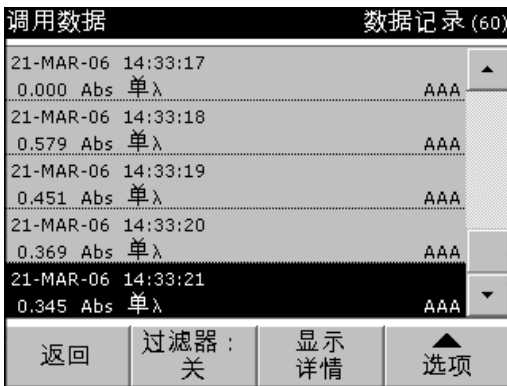 调用数据 数据记录 (60)
21-MAR-06 14:33:17
0.000 Abs 单λ AAA
21-MAR-06 14:33:18
0.579 Abs 单λ AAA
21-MAR-06 14:33:19
0.451 Abs 单λ AAA
21-MAR-06 14:33:20
0.369 Abs 单λ AAA
21-MAR-06 14:33:21
0.345 Abs 单λ AAA
返回
过滤器：
关
显示
详情
选项